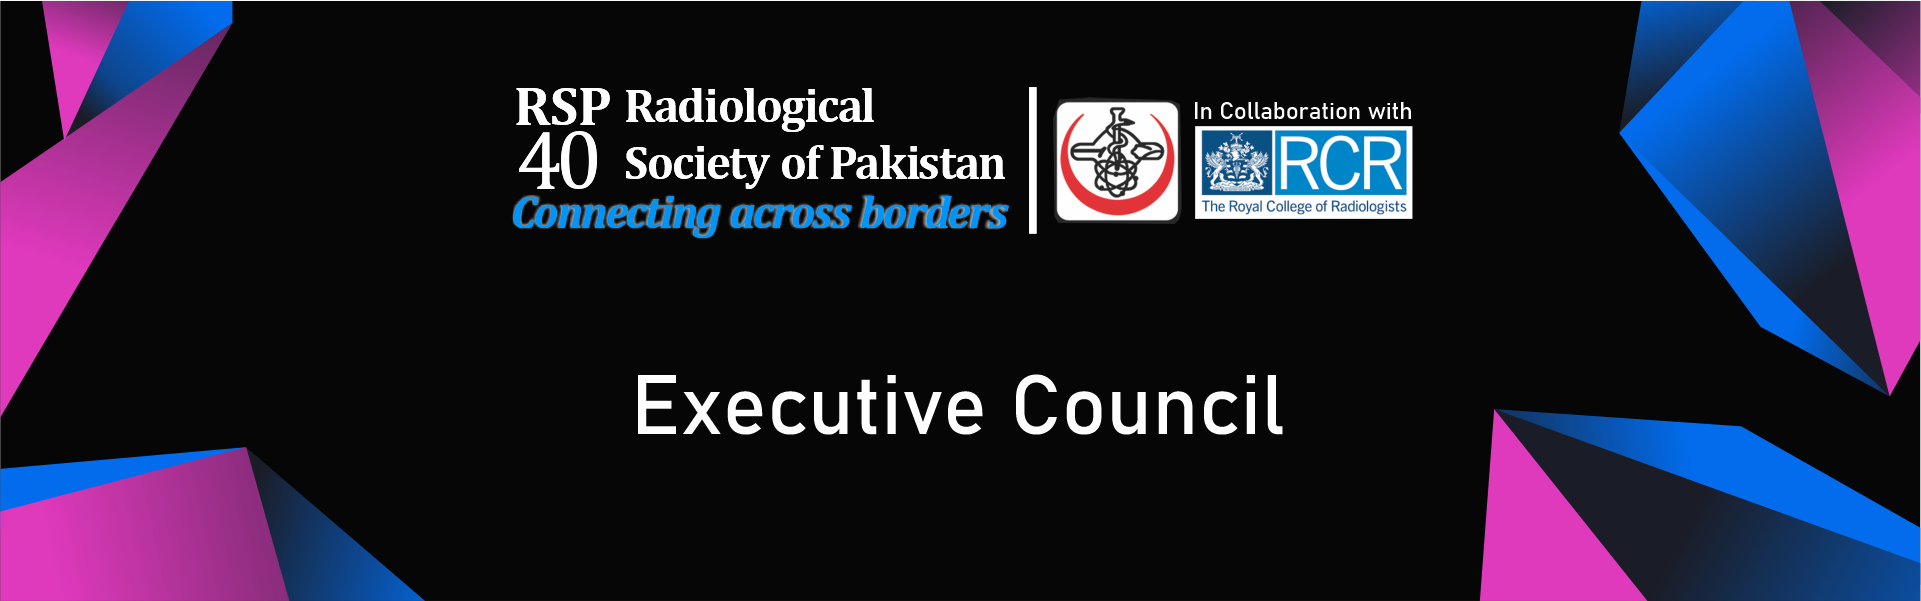 RSP Radiological
40 Society of Pakistan
Connecting across borders
In Collaboration with
RCR
The Royal College of Radiologists
Executive Council